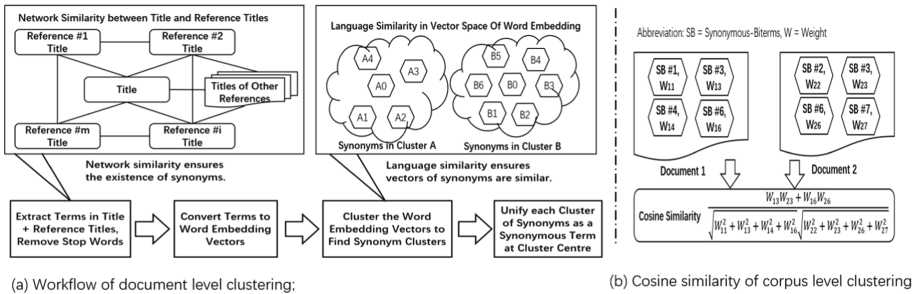 Network Similarity between Title and Reference Titles
Reference #1
Title
Reference #2
Title
Title
Titles of Other
References
Reference #m
Title
Reference #i
Title
Network similarity ensures
the existence of synonyms.
Language Similarity in Vector Space Of Word Embedding
A4
A3
A0
A1
A2
B5
B4
B6
B0
B3
B1
B2
Synonyms in Cluster A
Synonyms in Cluster B
Language similarity ensures
vectors of synonyms are similar.
Extract Terms in Title
+ Reference Titles,
Remove Stop Words
Convert Terms to
Word Embedding
Vectors
Cluster the Word
Embedding Vectors to
Find Synonym Clusters
Unify each Cluster
of Synonyms as a
Synonymous Term
at Cluster Centre
(a) Workflow of document level clustering;
Abbreviation: SB = Synonymous-Biterms, W = Weight
SB #1,
W₁₁
SB #3,
W₁₃
SB #4,
W₁₄
SB #6,
W₁₆
SB #2,
W₂₂
SB #3,
W₂₃
SB #6,
W₂₆
SB #7,
W₂₇
Document 1
Document 2
Cosine Similarity
W₁₃W₂₃ + W₁₆W₂₆
√W₁₁² + W₁₃² + W₁₄² + W₁₆² √W₂₂² + W₂₃² + W₂₆² + W₂₇²
(b) Cosine similarity of corpus level clustering